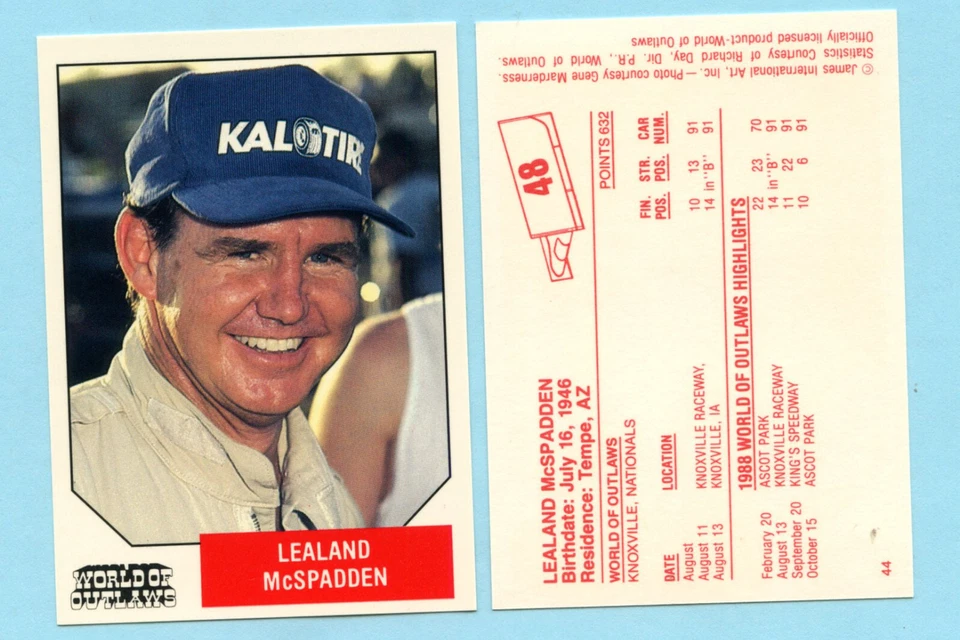 KAL TIRE
LEALAND
McSPADDEN
WORLD OF
OUTLAWS
LEALAND McSPADDEN
Birthdate: July 16, 1946
Residence: Tempe, AZ
48
WORLD OF OUTLAWS POINTS 632
KNOXVILLE, NATIONALS
DATE LOCATION FIN. POS. STR. POS. CAR NUM.
August
August 11 KNOXVILLE RACEWAY, 10 13 91
August 13 KNOXVILLE, IA 14 in "B" 91
1988 WORLD OF OUTLAWS HIGHLIGHTS
February 20 ASCOT PARK 22 23 70
August 13 KNOXVILLE RACEWAY 14 in "B" 91
September 20 KING'S SPEEDWAY 11 22 91
October 15 ASCOT PARK 10 6 91
44
© James International Art, Inc. — Photo courtesy Gene Marderness.
Statistics Courtesy of Richard Day, Dir. P.R., World of Outlaws.
Officially licensed product-World of Outlaws